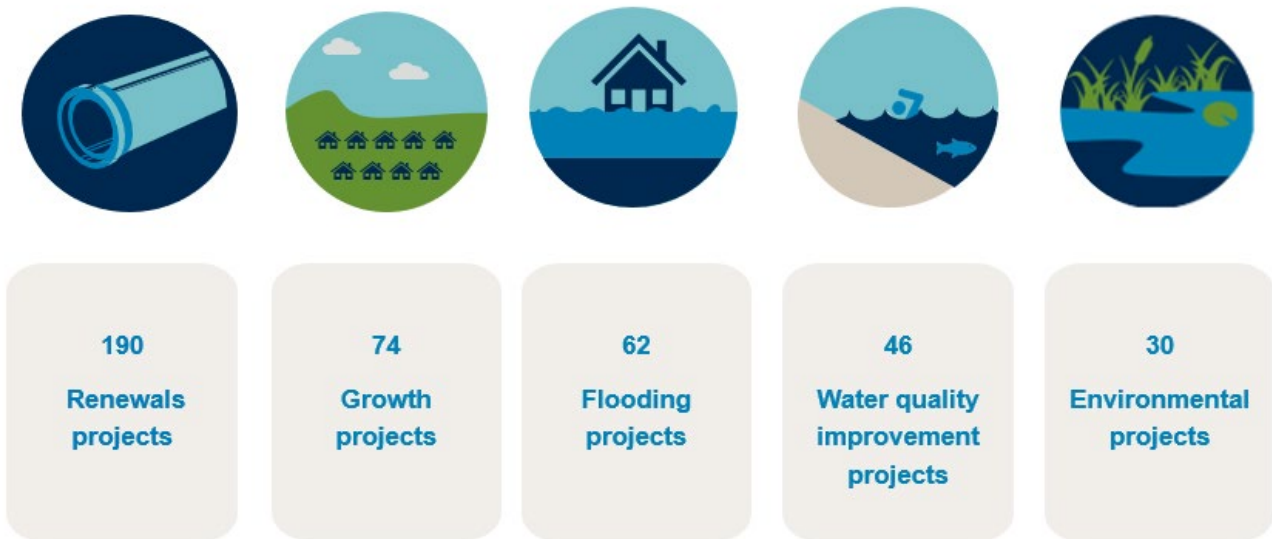 190
Renewals
projects
74
Growth
projects
62
Flooding
projects
46
Water quality
improvement
projects
30
Environmental
projects